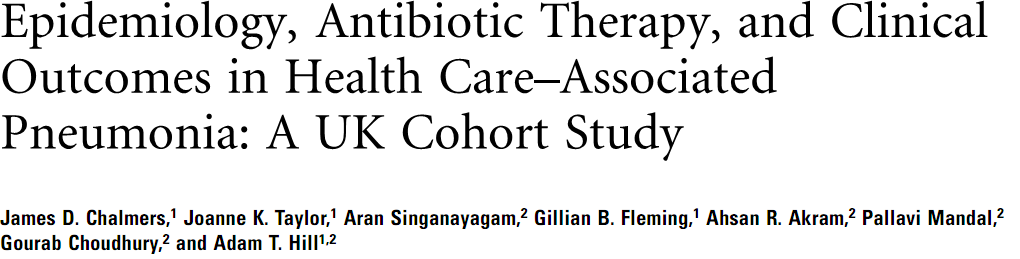 Epidemiology, Antibiotic Therapy, and Clinical
Outcomes in Health Care–Associated
Pneumonia: A UK Cohort Study
James D. Chalmers,¹ Joanne K. Taylor,¹ Aran Singanayagam,² Gillian B. Fleming,¹ Ahsan R. Akram,² Pallavi Mandal,²
Gourab Choudhury,² and Adam T. Hill¹,²